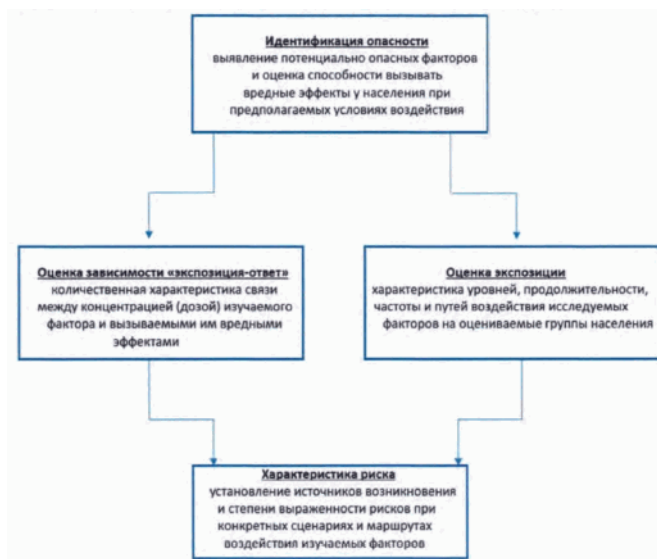 Идентификация опасности
выявление потенциально опасных факторов
и оценка способности вызывать
вредные эффекты у населения при
предполагаемых условиях воздействия
Оценка зависимости «экспозиция-ответ»
количественная характеристика связи
между концентрацией (дозой) изучаемого
фактора и вызываемыми им вредными
эффектами
Оценка экспозиции
характеристика уровней, продолжительности,
частоты и путей воздействия исследуемых
факторов на оцениваемые группы населения
Характеристика риска
установление источников возникновения
и степени выраженности рисков при
конкретных сценариях и маршрутах
воздействия изучаемых факторов